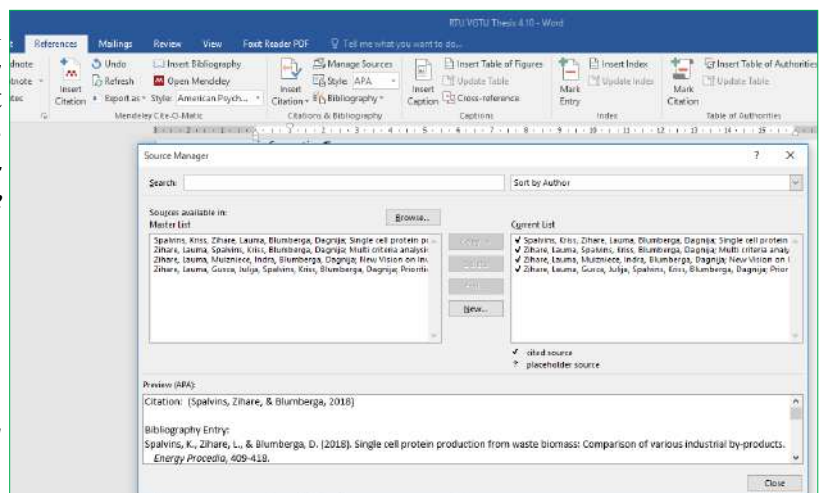 RTU VGTU Thesis 4.10 - Word
References Mailings Review View Foxit Reader PDF Tell me what you want to do...
Insert Citation
Undo
Refresh
Export as
Insert Bibliography
Open Mendeley
Style: American Psych...
Mendeley Cite-O-Matic
Insert Citation
Manage Sources
Style: APA
Bibliography
Citations & Bibliography
Insert Caption
Insert Table of Figures
Update Table
Cross-reference
Captions
Mark Entry
Insert Index
Update Index
Index
Mark Citation
Insert Table of Authorities
Update Table
Table of Authorities
Source Manager ? X
Search: Sort by Author
Sources available in:
Master List
Browse...
Current List
Spalvins, Kriss, Zihare, Lauma, Blumberga, Dagnija; Single cell protein pr
Zihare, Lauma, Spalvins, Kriss, Blumberga, Dagnija; Multi criteria analysi
Zihare, Lauma, Muizniece, Indra, Blumberga, Dagnija; New Vision on In
Zihare, Lauma, Gusca, Julija, Spalvins, Kriss, Blumberga, Dagnija; Prioriti
New...
✓ Spalvins, Kriss, Zihare, Lauma, Blumberga, Dagnija; Single cell protein
✓ Zihare, Lauma, Spalvins, Kriss, Blumberga, Dagnija; Multi criteria analy
✓ Zihare, Lauma, Muizniece, Indra, Blumberga, Dagnija; New Vision on I
✓ Zihare, Lauma, Gusca, Julija, Spalvins, Kriss, Blumberga, Dagnija; Prior
✓ cited source
? placeholder source
Preview (APA):
Citation: (Spalvins, Zihare, & Blumberga, 2018)
Bibliography Entry:
Spalvins, K., Zihare, L., & Blumberga, D. (2018). Single cell protein production from waste biomass: Comparison of various industrial by-products.
Energy Procedia, 409-418.
Close